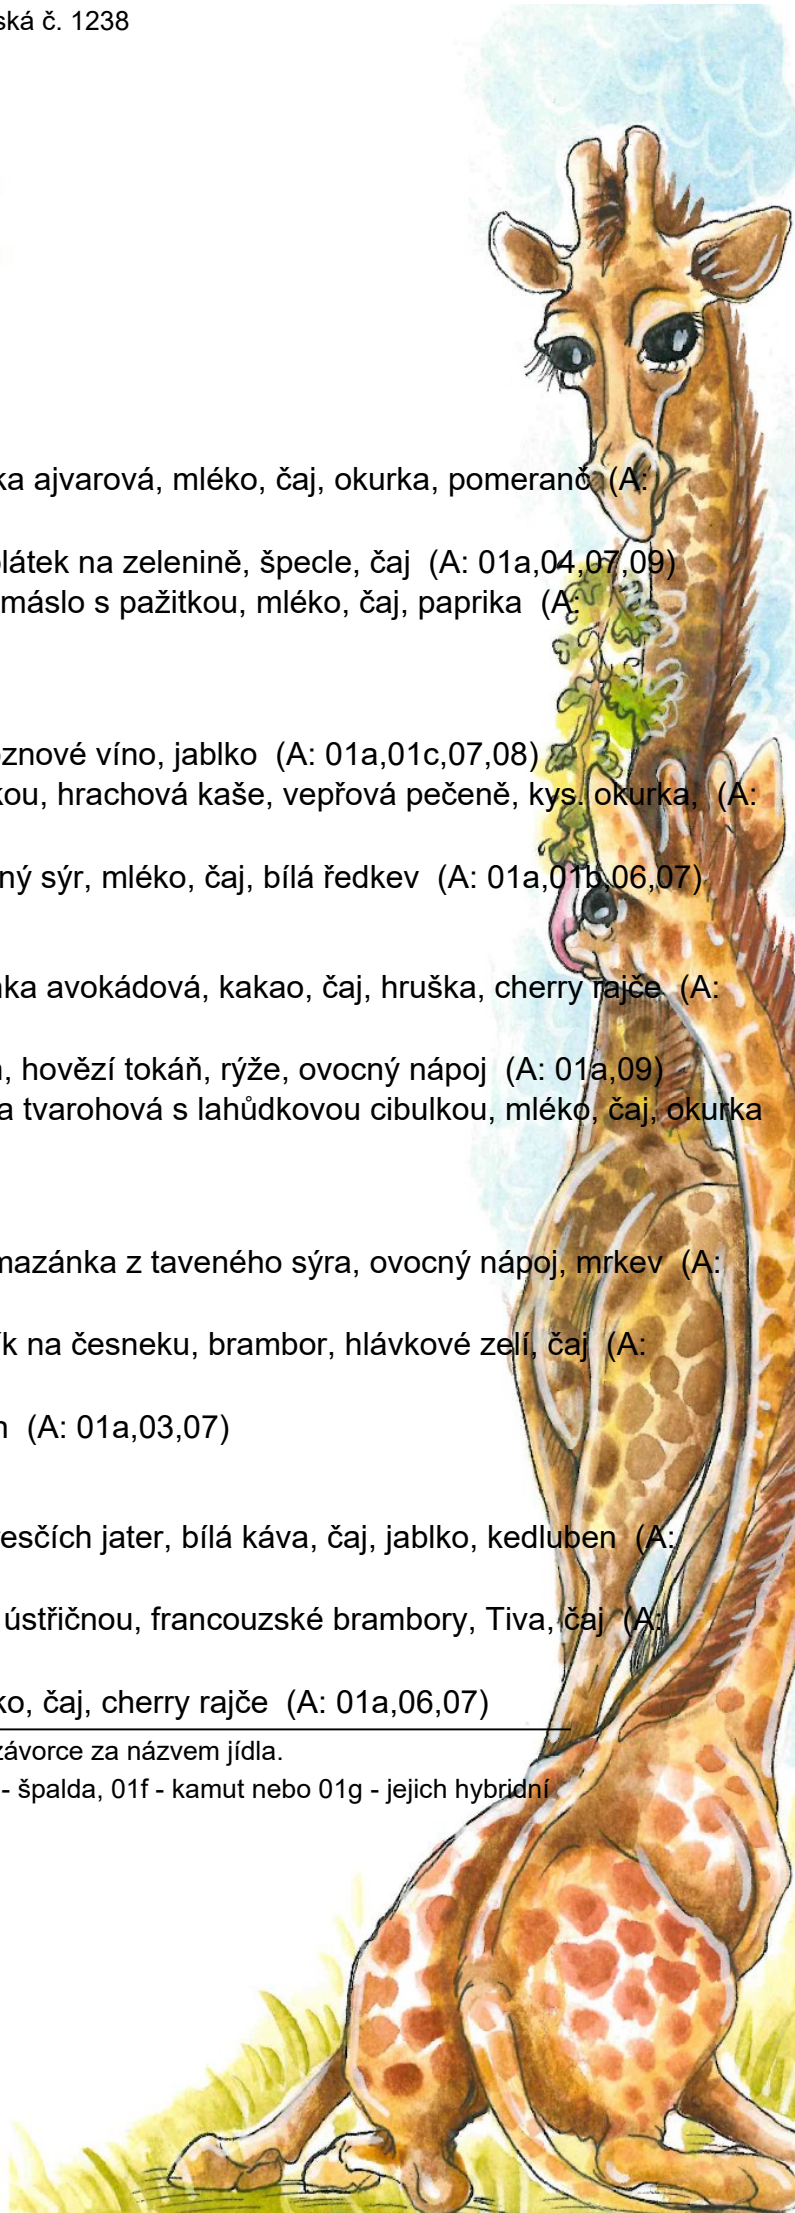 ská č. 1238
ka ajvarová, mléko, čaj, okurka, pomeranč (A:
plátek na zelenině, špecle, čaj (A: 01a,04,07,09)
máslo s pažitkou, mléko, čaj, paprika (A:
oznové víno, jablko (A: 01a,01c,07,08)
kou, hrachová kaše, vepřová pečeně, kys. okurka, (A:
ný sýr, mléko, čaj, bílá ředkev (A: 01a,01b,06,07)
nka avokádová, kakao, čaj, hruška, cherry rajče (A:
n, hovězí tokáň, rýže, ovocný nápoj (A: 01a,09)
a tvarohová s lahůdkovou cibulkou, mléko, čaj, okurka
mazánka z taveného sýra, ovocný nápoj, mrkev (A:
ík na česneku, brambor, hlávkové zelí, čaj (A:
n (A: 01a,03,07)
resčích jater, bílá káva, čaj, jablko, kedluben (A:
ústřičnou, francouzské brambory, Tiva, čaj (A:
ko, čaj, cherry rajče (A: 01a,06,07)
závorce za názvem jídla.
- špalda, 01f - kamut nebo 01g - jejich hybridní